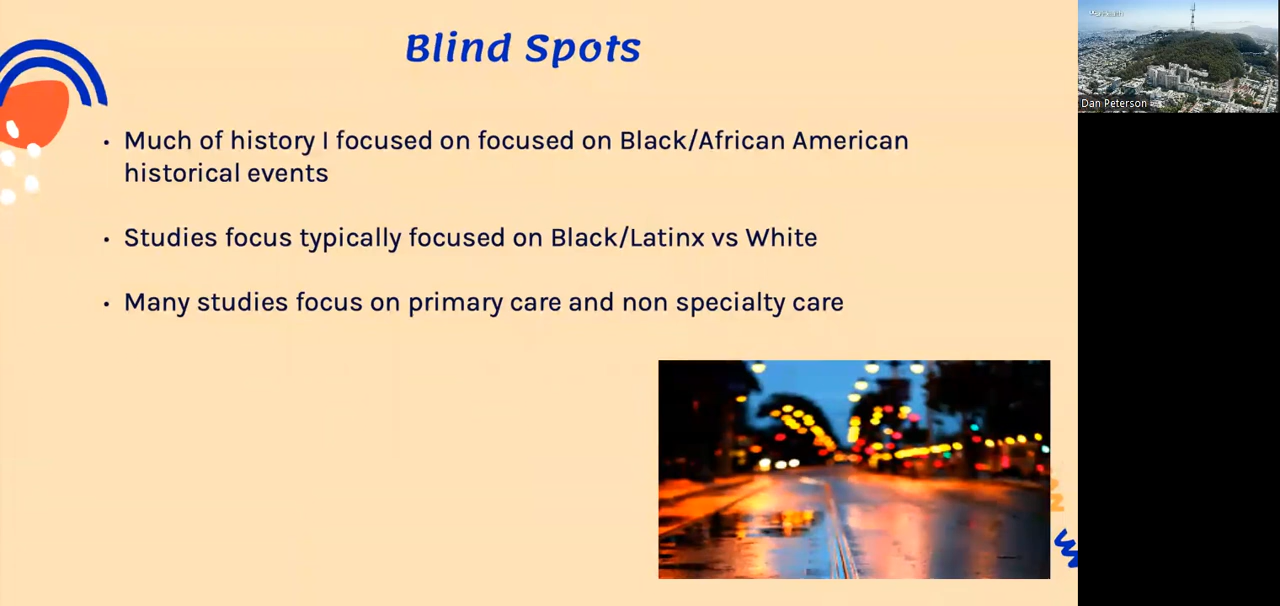 Blind Spots
• Much of history I focused on focused on Black/African American
historical events
• Studies focus typically focused on Black/Latinx vs White
• Many studies focus on primary care and non specialty care
Dan Peterson